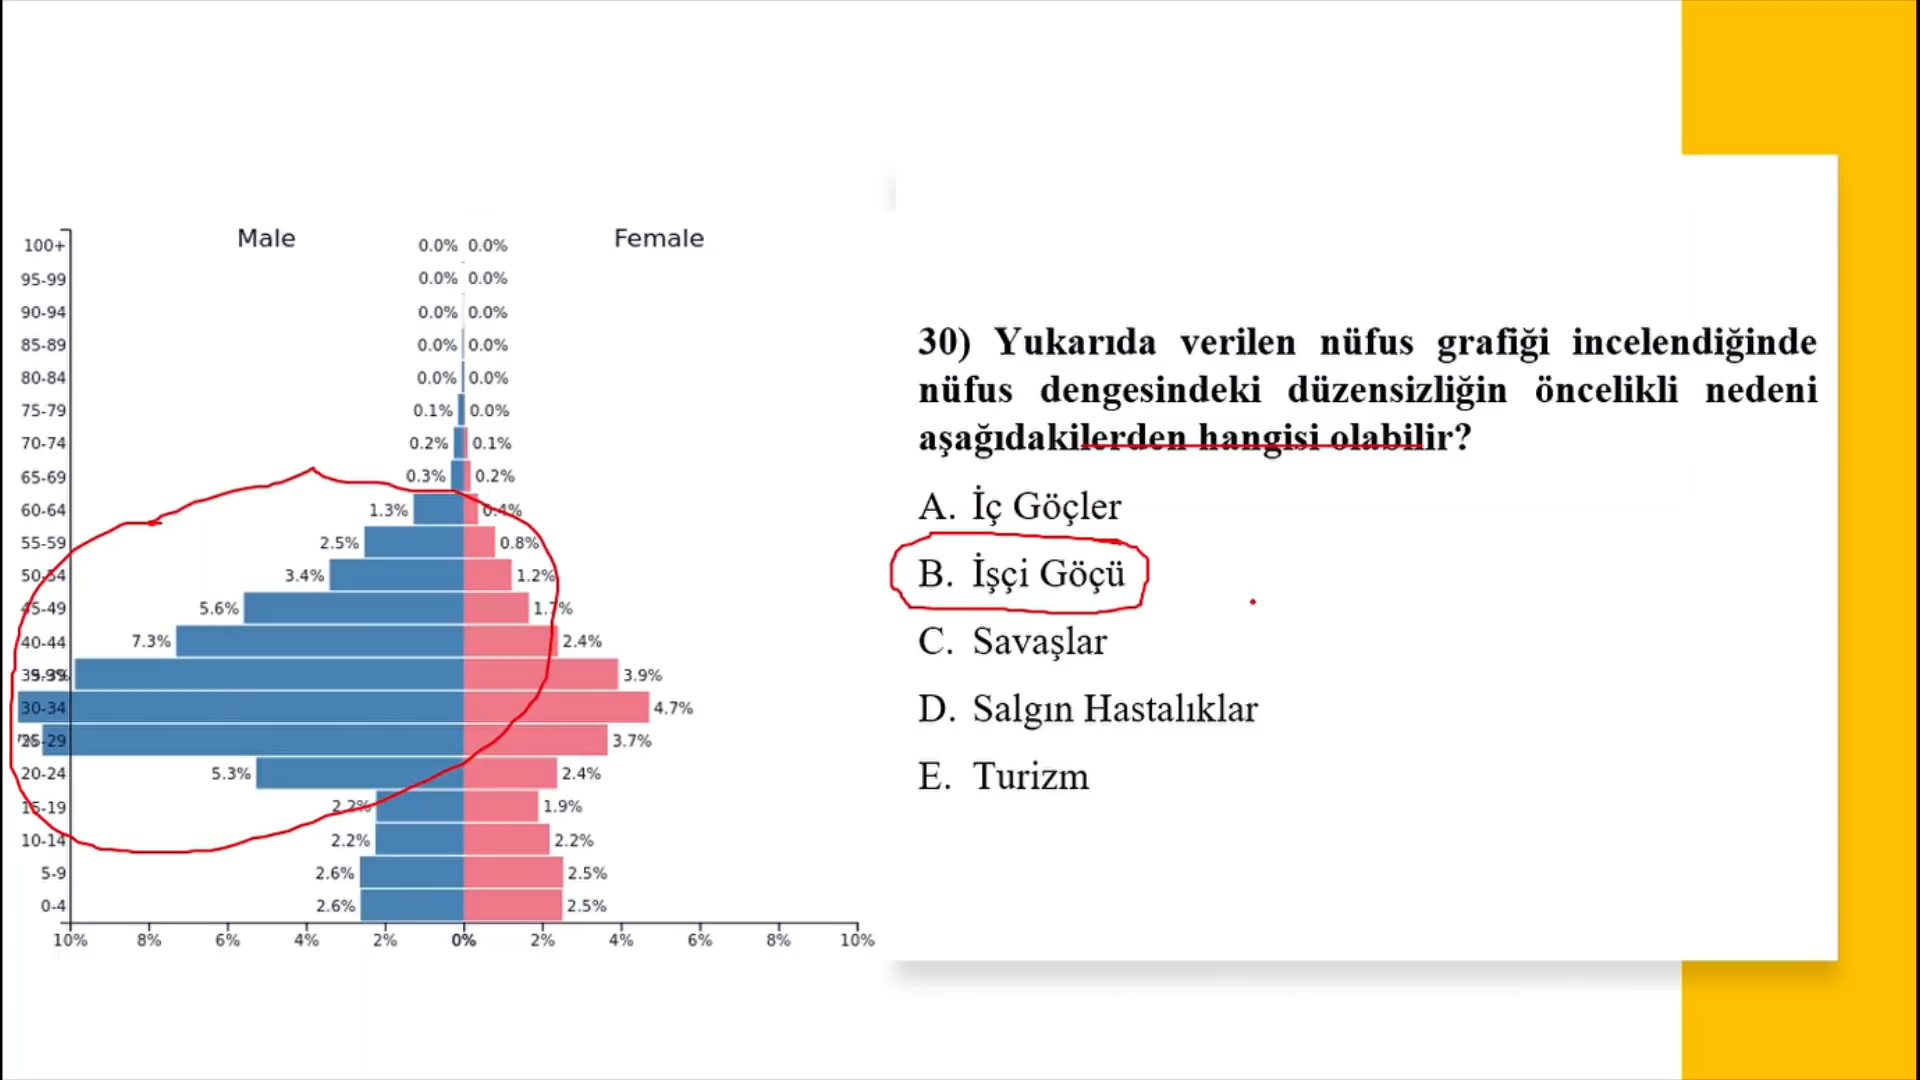 Male Female
100+ 0.0% 0.0%
95-99 0.0% 0.0%
90-94 0.0% 0.0%
85-89 0.0% 0.0%
80-84 0.0% 0.0%
75-79 0.1% 0.0%
70-74 0.2% 0.1%
65-69 0.3% 0.2%
60-64 1.3% 0.4%
55-59 2.5% 0.8%
50-54 3.4% 1.2%
45-49 5.6% 1.7%
40-44 7.3% 2.4%
35-39 3.9%
30-34 4.7%
25-29 3.7%
20-24 5.3% 2.4%
15-19 2.2% 1.9%
10-14 2.2% 2.2%
5-9 2.6% 2.5%
0-4 2.6% 2.5%
10% 8% 6% 4% 2% 0% 2% 4% 6% 8% 10%
30) Yukarıda verilen nüfus grafiği incelendiğinde
nüfus dengesindeki düzensizliğin öncelikli nedeni
aşağıdakilerden hangisi olabilir?
A. İç Göçler
B. İşçi Göçü
C. Savaşlar
D. Salgın Hastalıklar
E. Turizm